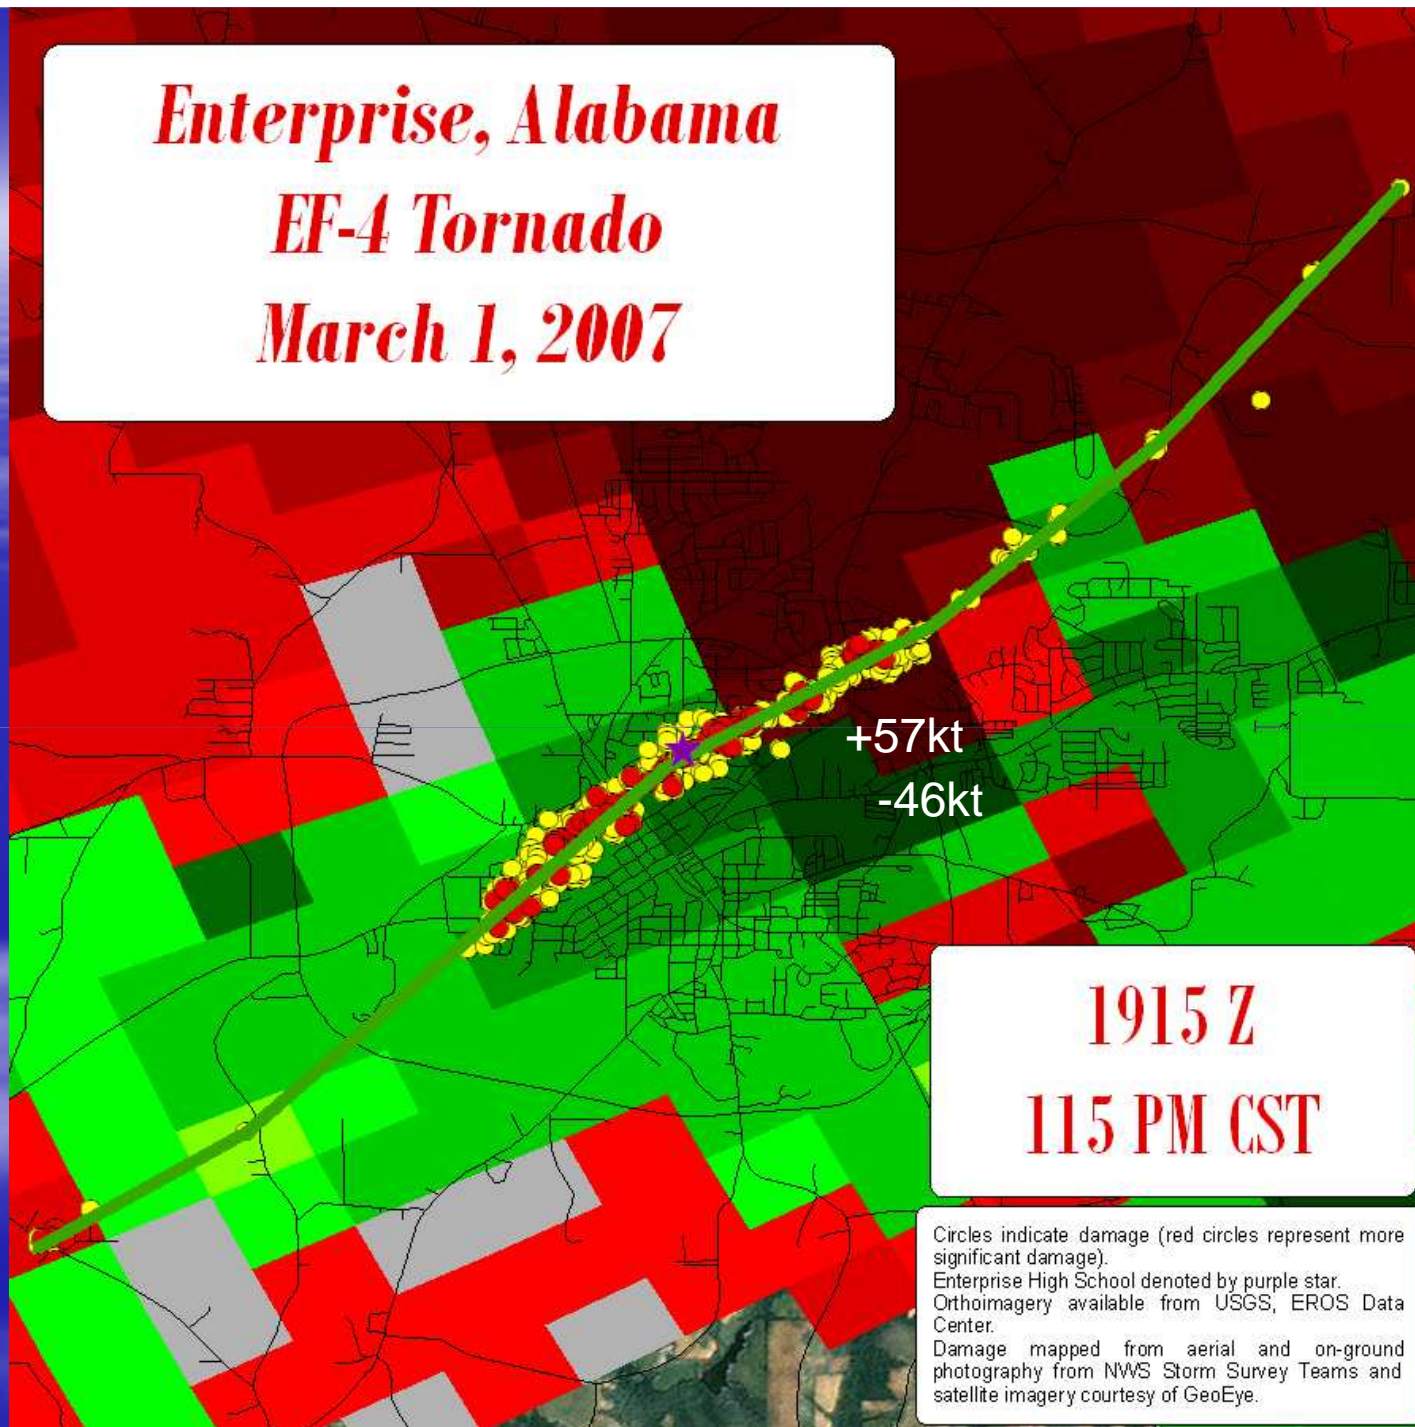 Enterprise, Alabama
EF-4 Tornado
March 1, 2007
+57kt
-46kt
1915 Z
115 PM CST
Circles indicate damage (red circles represent more
significant damage).
Enterprise High School denoted by purple star.
Orthoimagery available from USGS, EROS Data
Center.
Damage mapped from aerial and on-ground
photography from NWS Storm Survey Teams and
satellite imagery courtesy of GeoEye.